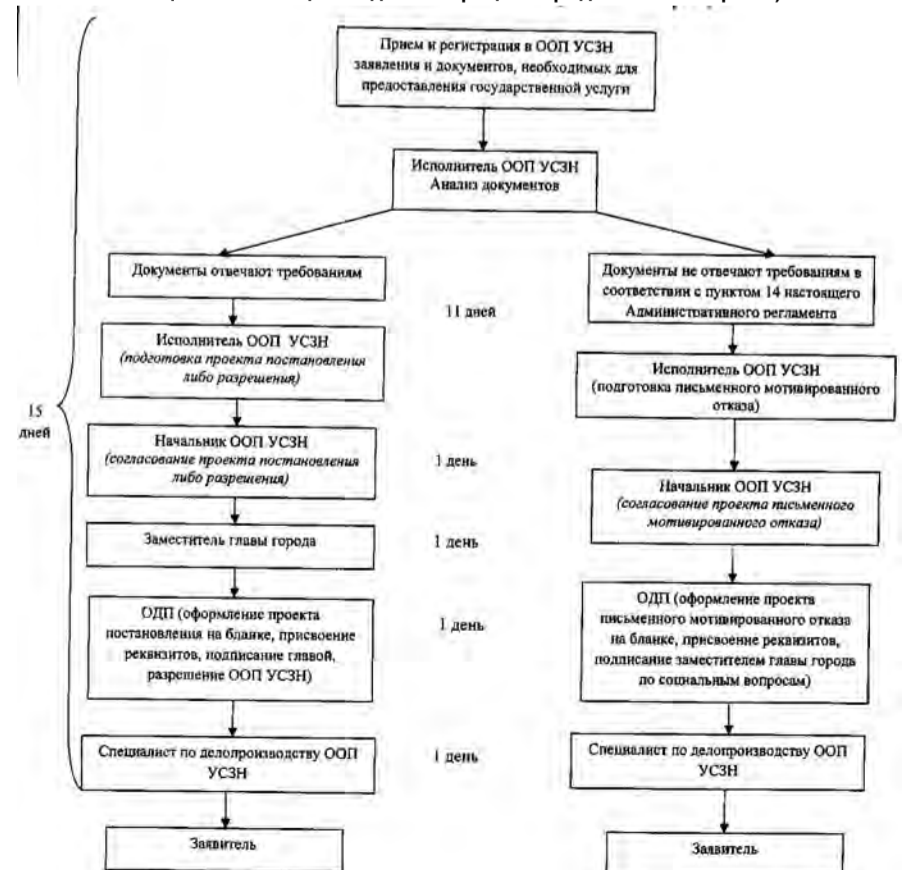 Прием и регистрация в ООП УСЗН
заявления и документов, необходимых для
предоставления государственной услуги
Исполнитель ООП УСЗН
Анализ документов
Документы отвечают требованиям
Документы не отвечают требованиям в
соответствии с пунктом 14 настоящего
Административного регламента
11 дней
Исполнитель ООП УСЗН
(подготовка проекта постановления
либо разрешения)
Исполнитель ООП УСЗН
(подготовка письменного мотивированного
отказа)
15
дней
Начальник ООП УСЗН
(согласование проекта постановления
либо разрешения)
1 день
Начальник ООП УСЗН
(согласование проекта письменного
мотивированного отказа)
Заместитель главы города
1 день
ОДП (оформление проекта
постановления на бланке, присвоение
реквизитов, подписание главой,
разрешение ООП УСЗН)
1 день
ОДП (оформление проекта
письменного мотивированного отказа
на бланке, присвоение реквизитов,
подписание заместителем главы города
по социальным вопросам)
Специалист по делопроизводству ООП
УСЗН
1 день
Специалист по делопроизводству ООП
УСЗН
Заявитель
Заявитель